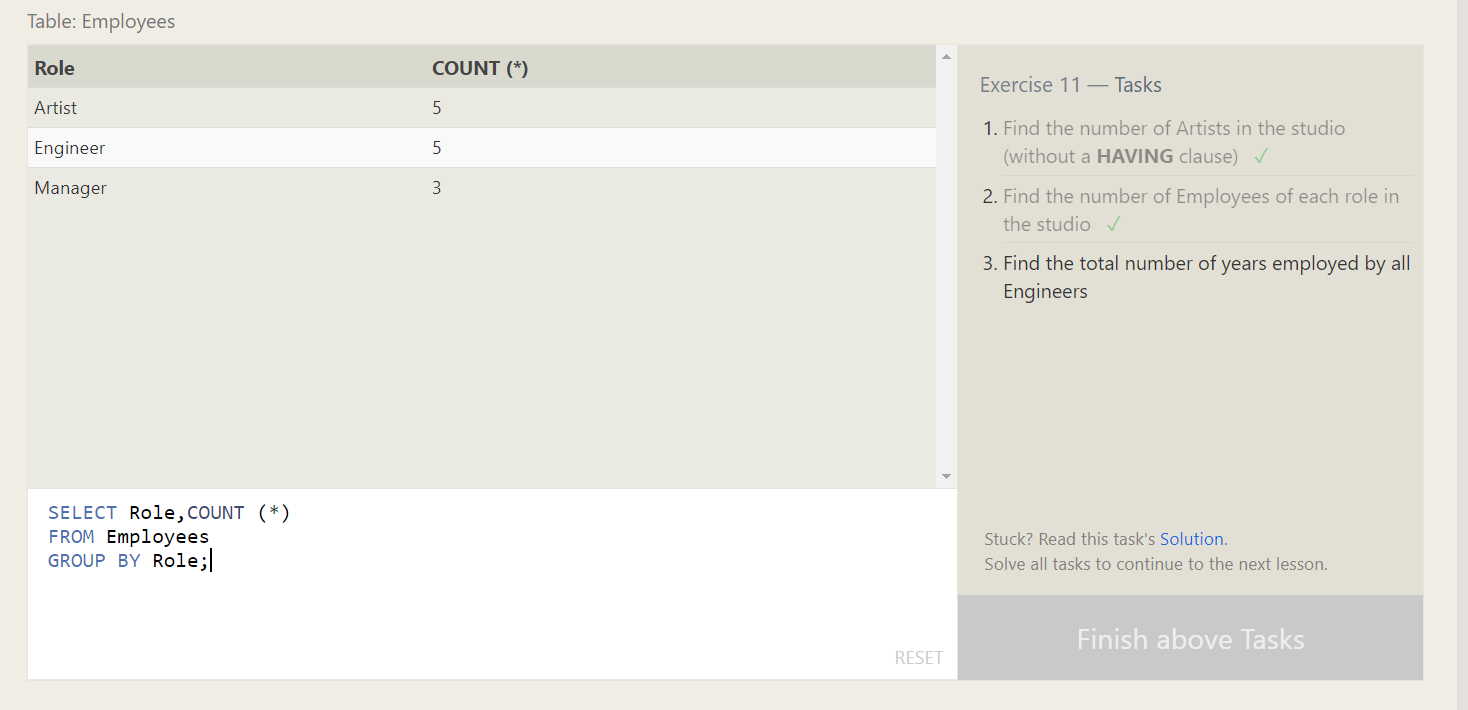 Table: Employees
Role COUNT (*)
Artist 5
Engineer 5
Manager 3
SELECT Role,COUNT (*)
FROM Employees
GROUP BY Role;
RESET
Exercise 11 — Tasks
1. Find the number of Artists in the studio
(without a HAVING clause) ✓
2. Find the number of Employees of each role in
the studio ✓
3. Find the total number of years employed by all
Engineers
Stuck? Read this task's Solution.
Solve all tasks to continue to the next lesson.
Finish above Tasks